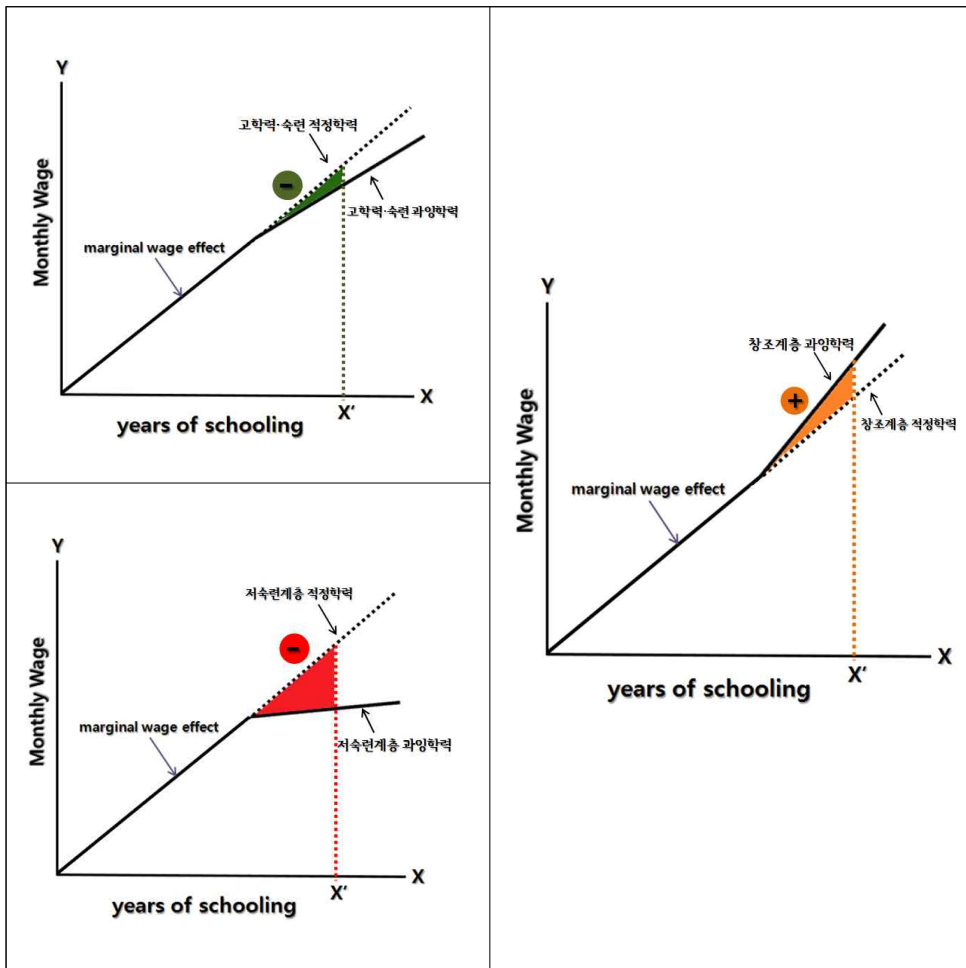 Y
고학력·숙련 적정학력
-
고학력·숙련 과잉학력
marginal wage effect
Monthly Wage
X
X'
years of schooling
Y
저숙련계층 적정학력
-
marginal wage effect
저숙련계층 과잉학력
Monthly Wage
X
X'
years of schooling
Y
창조계층 과잉학력
+
창조계층 적정학력
marginal wage effect
Monthly Wage
X
X'
years of schooling